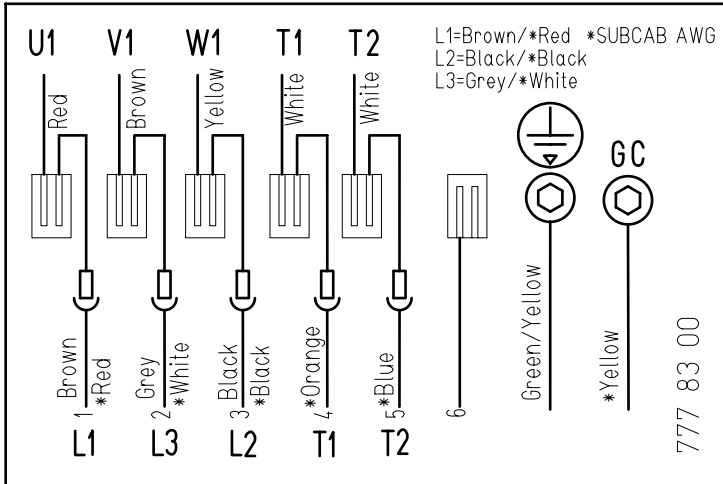 U1 V1 W1 T1 T2
L1=Brown/*Red *SUBCAB AWG
L2=Black/*Black
L3=Grey/*White
GC
Red
Brown
Yellow
White
White
Brown
*Red
Grey
*White
Black
*Black
*Orange
*Blue
Green/Yellow
*Yellow
1 2 3 4 5 6
L1 L3 L2 T1 T2
777 83 00